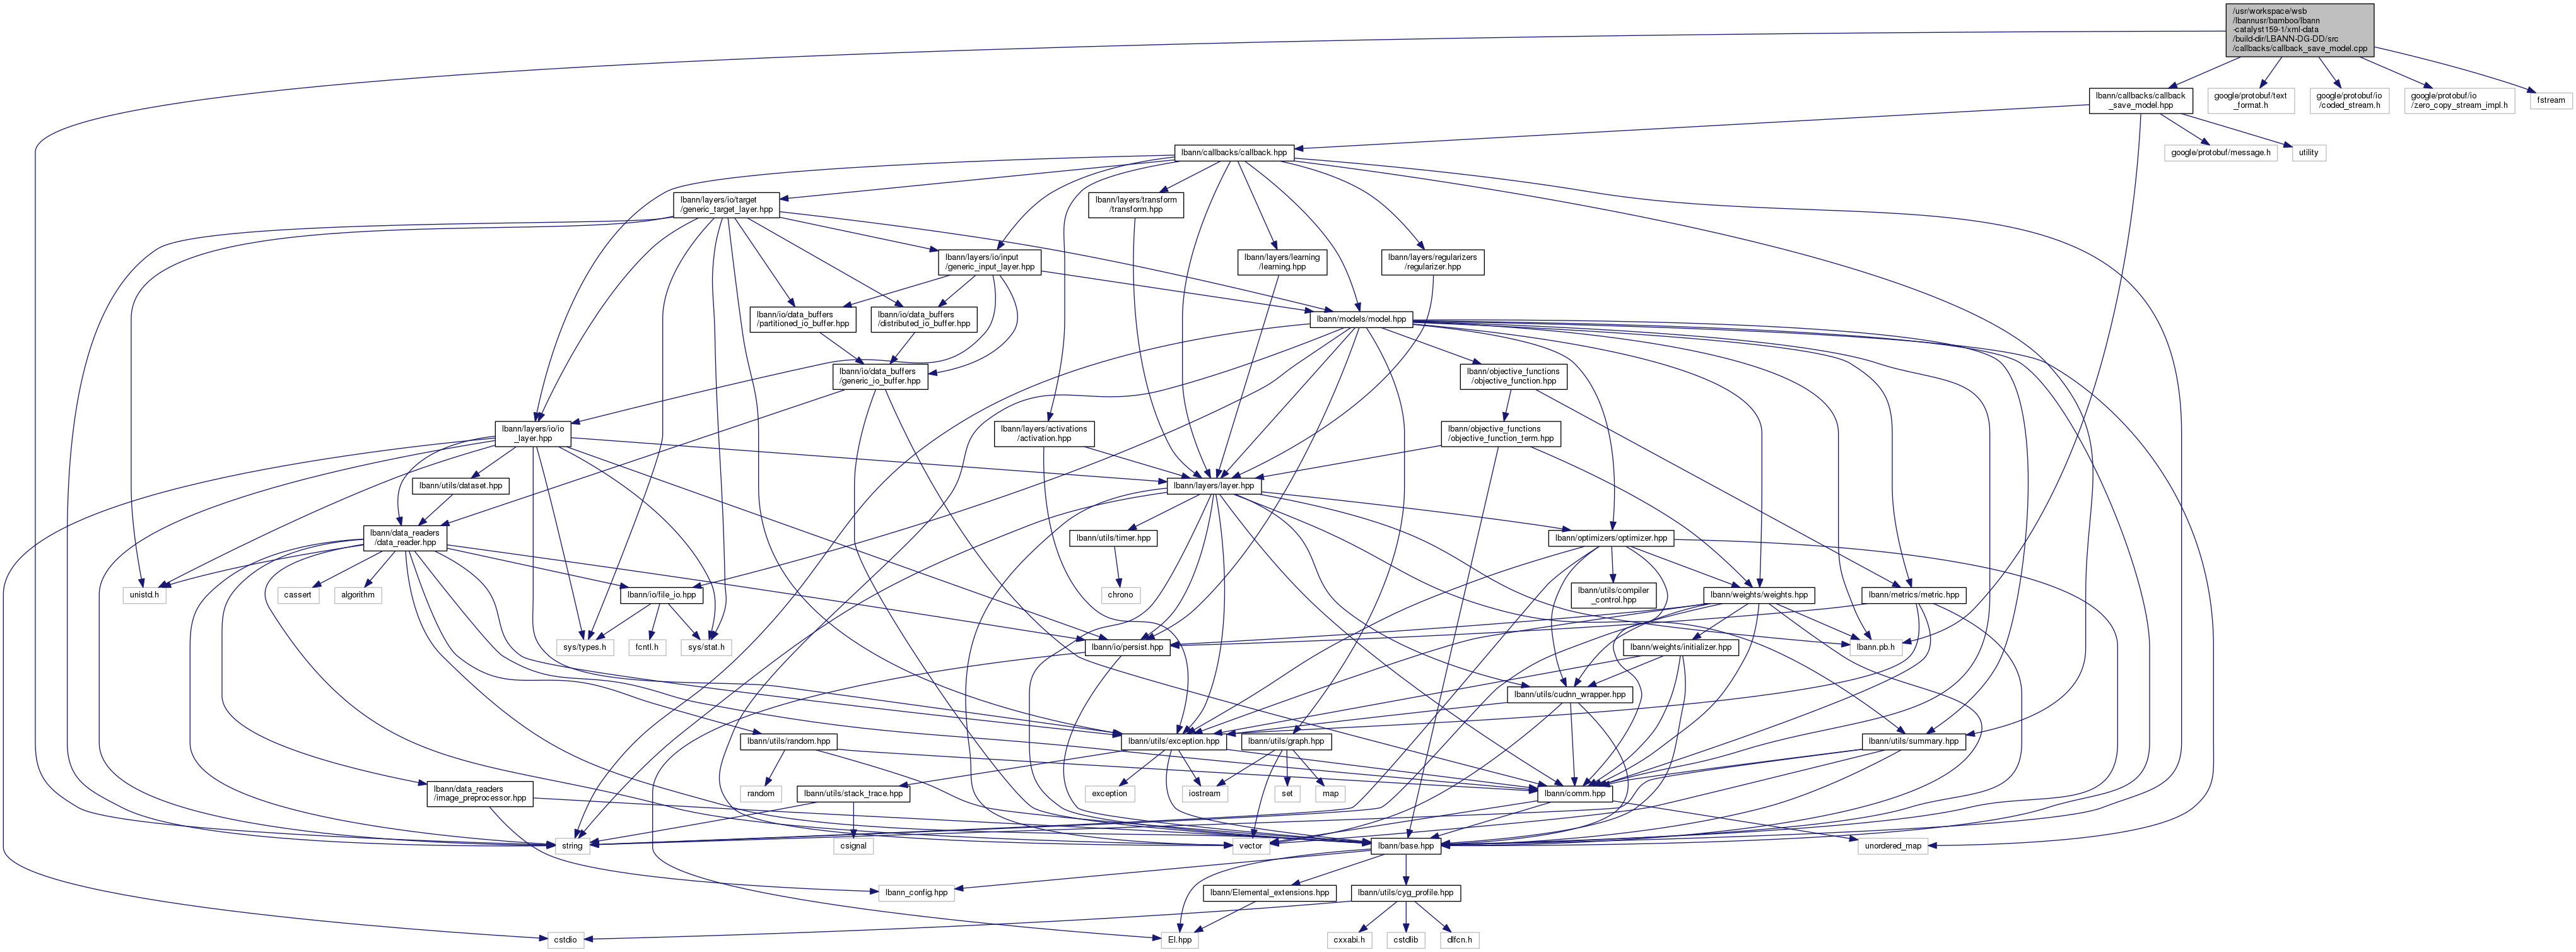 /usr/workspace/wsb
/lbannusr/bamboo/lbann
-catalyst159-1/xml-data
/build-dir/LBANN-DG-DD/src
/callbacks/callback_save_model.cpp
lbann/callbacks/callback
_save_model.hpp
google/protobuf/text
_format.h
google/protobuf/io
/coded_stream.h
google/protobuf/io
/zero_copy_stream_impl.h
fstream
lbann/callbacks/callback.hpp
google/protobuf/message.h
utility
lbann/layers/io/target
/generic_target_layer.hpp
lbann/layers/transform
/transform.hpp
lbann/layers/io/input
/generic_input_layer.hpp
lbann/layers/learning
/learning.hpp
lbann/layers/regularizers
/regularizer.hpp
lbann/io/data_buffers
/partitioned_io_buffer.hpp
lbann/io/data_buffers
/distributed_io_buffer.hpp
lbann/models/model.hpp
lbann/io/data_buffers
/generic_io_buffer.hpp
lbann/objective_functions
/objective_function.hpp
lbann/layers/io/io
_layer.hpp
lbann/layers/activations
/activation.hpp
lbann/objective_functions
/objective_function_term.hpp
lbann/utils/dataset.hpp
lbann/layers/layer.hpp
lbann/data_readers
/data_reader.hpp
lbann/utils/timer.hpp
lbann/optimizers/optimizer.hpp
unistd.h
cassert
algorithm
lbann/io/file_io.hpp
chrono
lbann/utils/compiler
_control.hpp
lbann/weights/weights.hpp
lbann/metrics/metric.hpp
sys/types.h
fcntl.h
sys/stat.h
lbann/io/persist.hpp
lbann/weights/initializer.hpp
lbann.pb.h
lbann/utils/cudnn_wrapper.hpp
lbann/utils/random.hpp
lbann/utils/exception.hpp
lbann/utils/graph.hpp
lbann/utils/summary.hpp
lbann/data_readers
/image_preprocessor.hpp
random
lbann/utils/stack_trace.hpp
exception
iostream
set
map
lbann/comm.hpp
string
csignal
vector
lbann/base.hpp
unordered_map
lbann_config.hpp
lbann/Elemental_extensions.hpp
lbann/utils/cyg_profile.hpp
cstdio
El.hpp
cxxabi.h
cstdlib
dlfcn.h